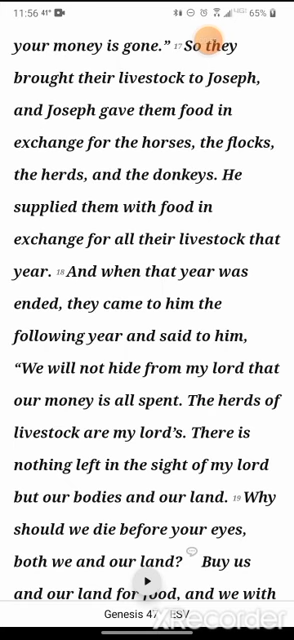 11:56 41° 65%
your money is gone.” 17 So they
brought their livestock to Joseph,
and Joseph gave them food in
exchange for the horses, the flocks,
the herds, and the donkeys. He
supplied them with food in
exchange for all their livestock that
year. 18 And when that year was
ended, they came to him the
following year and said to him,
“We will not hide from my lord that
our money is all spent. The herds of
livestock are my lord’s. There is
nothing left in the sight of my lord
but our bodies and our land. 19 Why
should we die before your eyes,
both we and our land? Buy us
and our land for food, and we with
Genesis 47 ESV
XRecorder